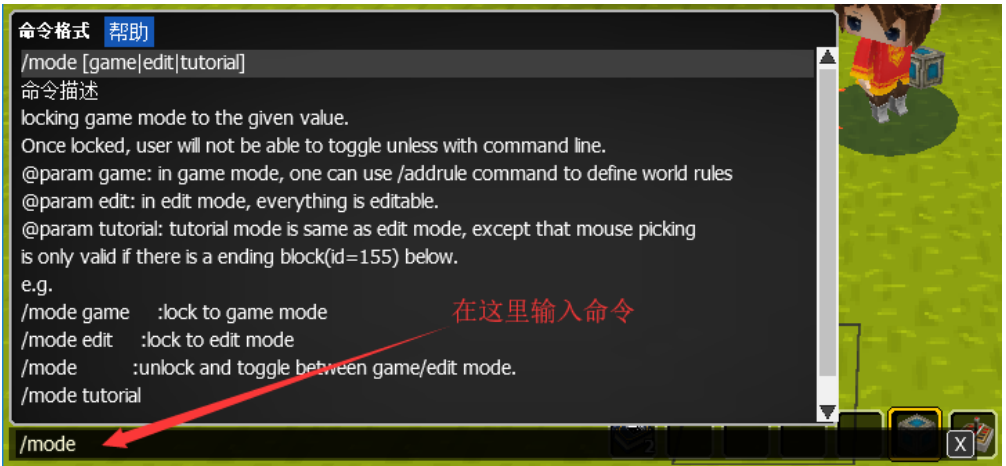 命令格式 帮助
/mode [game|edit|tutorial]
命令描述
locking game mode to the given value.
Once locked, user will not be able to toggle unless with command line.
@param game: in game mode, one can use /addrule command to define world rules
@param edit: in edit mode, everything is editable.
@param tutorial: tutorial mode is same as edit mode, except that mouse picking
is only valid if there is a ending block(id=155) below.
e.g.
/mode game :lock to game mode
/mode edit :lock to edit mode
/mode :unlock and toggle between game/edit mode.
/mode tutorial
在这里输入命令
/mode
X